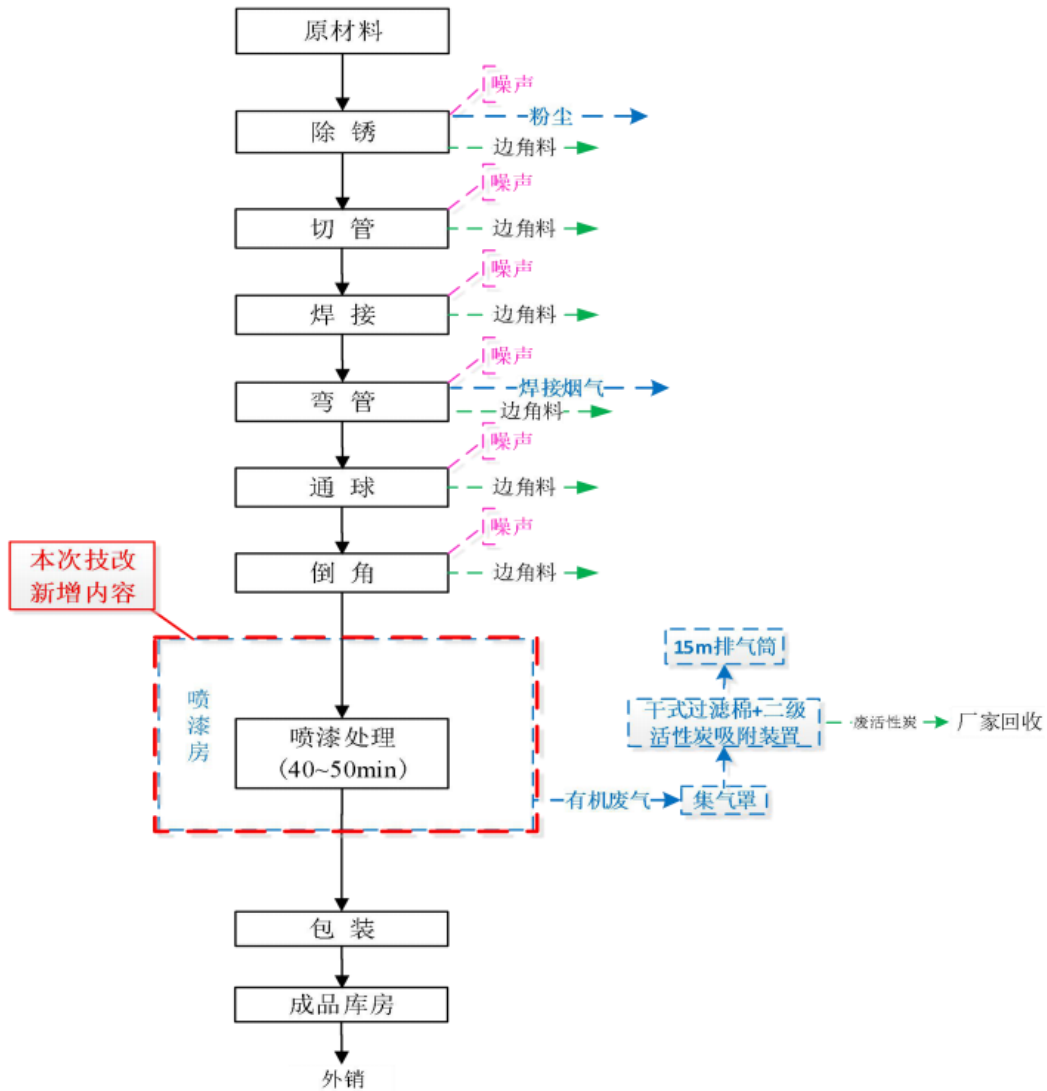 原材料
噪声
除锈
粉尘
边角料
噪声
切管
边角料
噪声
焊接
边角料
噪声
弯管
焊接烟气
边角料
噪声
通球
边角料
噪声
倒角
边角料
本次技改
新增内容
喷漆房
喷漆处理
（40~50min）
有机废气
集气罩
干式过滤棉+二级
活性炭吸附装置
15m排气筒
废活性炭
厂家回收
包装
成品库房
外销